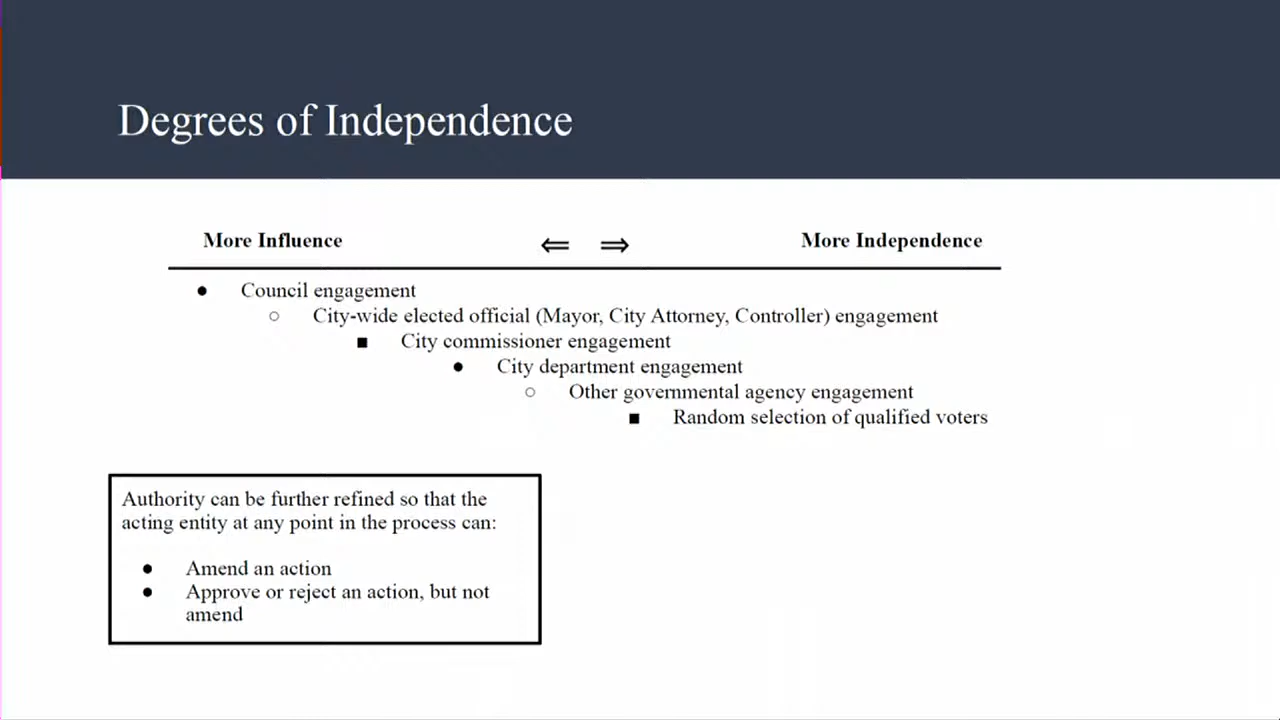 Degrees of Independence
More Influence ⇐ ⇒ More Independence
● Council engagement
○ City-wide elected official (Mayor, City Attorney, Controller) engagement
■ City commissioner engagement
● City department engagement
○ Other governmental agency engagement
■ Random selection of qualified voters
Authority can be further refined so that the
acting entity at any point in the process can:
● Amend an action
● Approve or reject an action, but not
amend